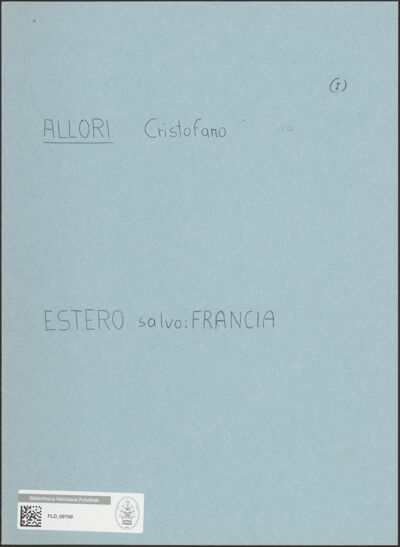 (I)
ALLORI Cristofano
ESTERO salvo: FRANCIA
Bibliotheca Hertziana Fotothek
FLD_09769